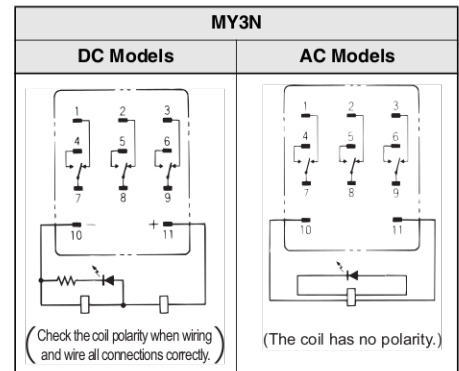 MY3N
DC Models
AC Models
1 2 3
4 5 6
7 8 9
10 − + 11
(Check the coil polarity when wiring
and wire all connections correctly.)
1 2 3
4 5 6
7 8 9
10 11
(The coil has no polarity.)